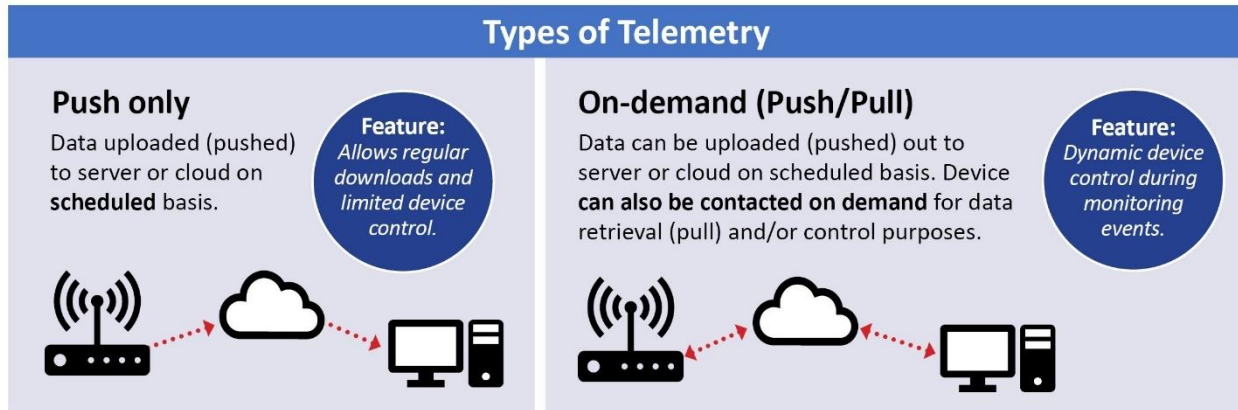 Types of Telemetry
Push only
Data uploaded (pushed)
to server or cloud on
scheduled basis.
Feature:
Allows regular
downloads and
limited device
control.
On-demand (Push/Pull)
Data can be uploaded (pushed) out to
server or cloud on scheduled basis. Device
can also be contacted on demand for data
retrieval (pull) and/or control purposes.
Feature:
Dynamic device
control during
monitoring
events.